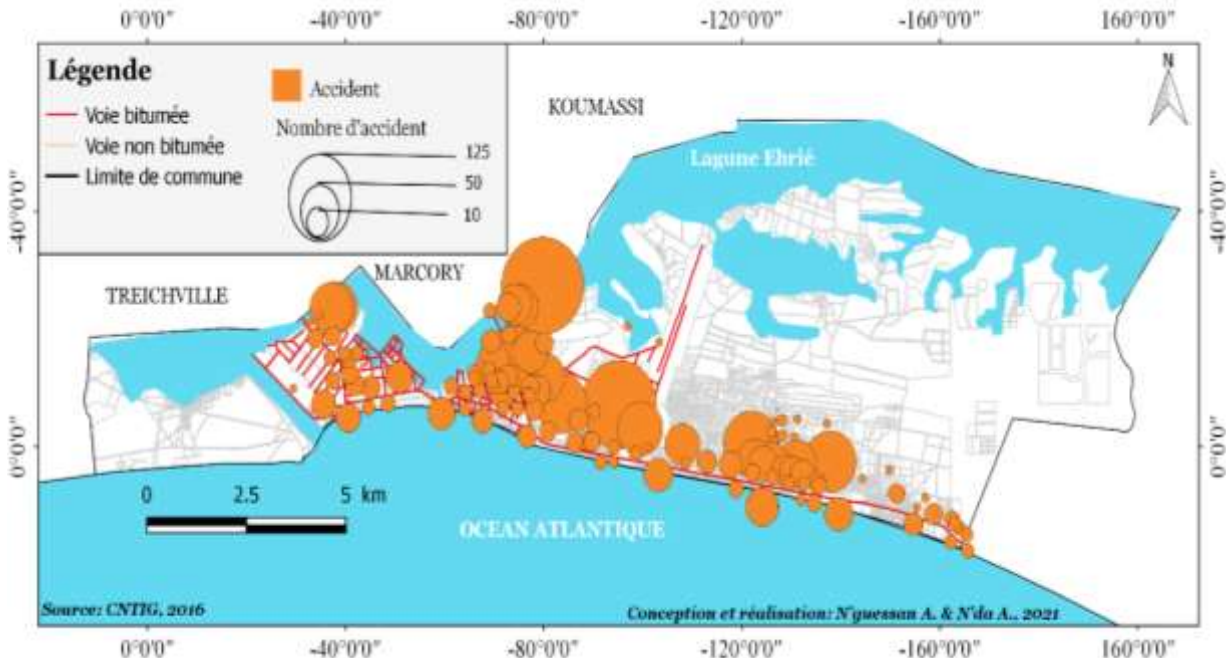 0°0'0" -40°0'0" -80°0'0" -120°0'0" -160°0'0" 160°0'0"
Légende
Accident
Voie bitumée
Voie non bitumée
Limite de commune
Nombre d'accident
125
50
10
KOUMASSI
N
Lagune Ebrié
-40°0'0"
-40°0'0"
MARCORY
TREICHVILLE
0°0'0"
0°0'0"
0 2.5 5 km
OCEAN ATLANTIQUE
Source: CNTIG, 2016
Conception et réalisation: N'guessan A. & N'da A., 2021
0°0'0" -40°0'0" -80°0'0" -120°0'0" -160°0'0" 160°0'0"